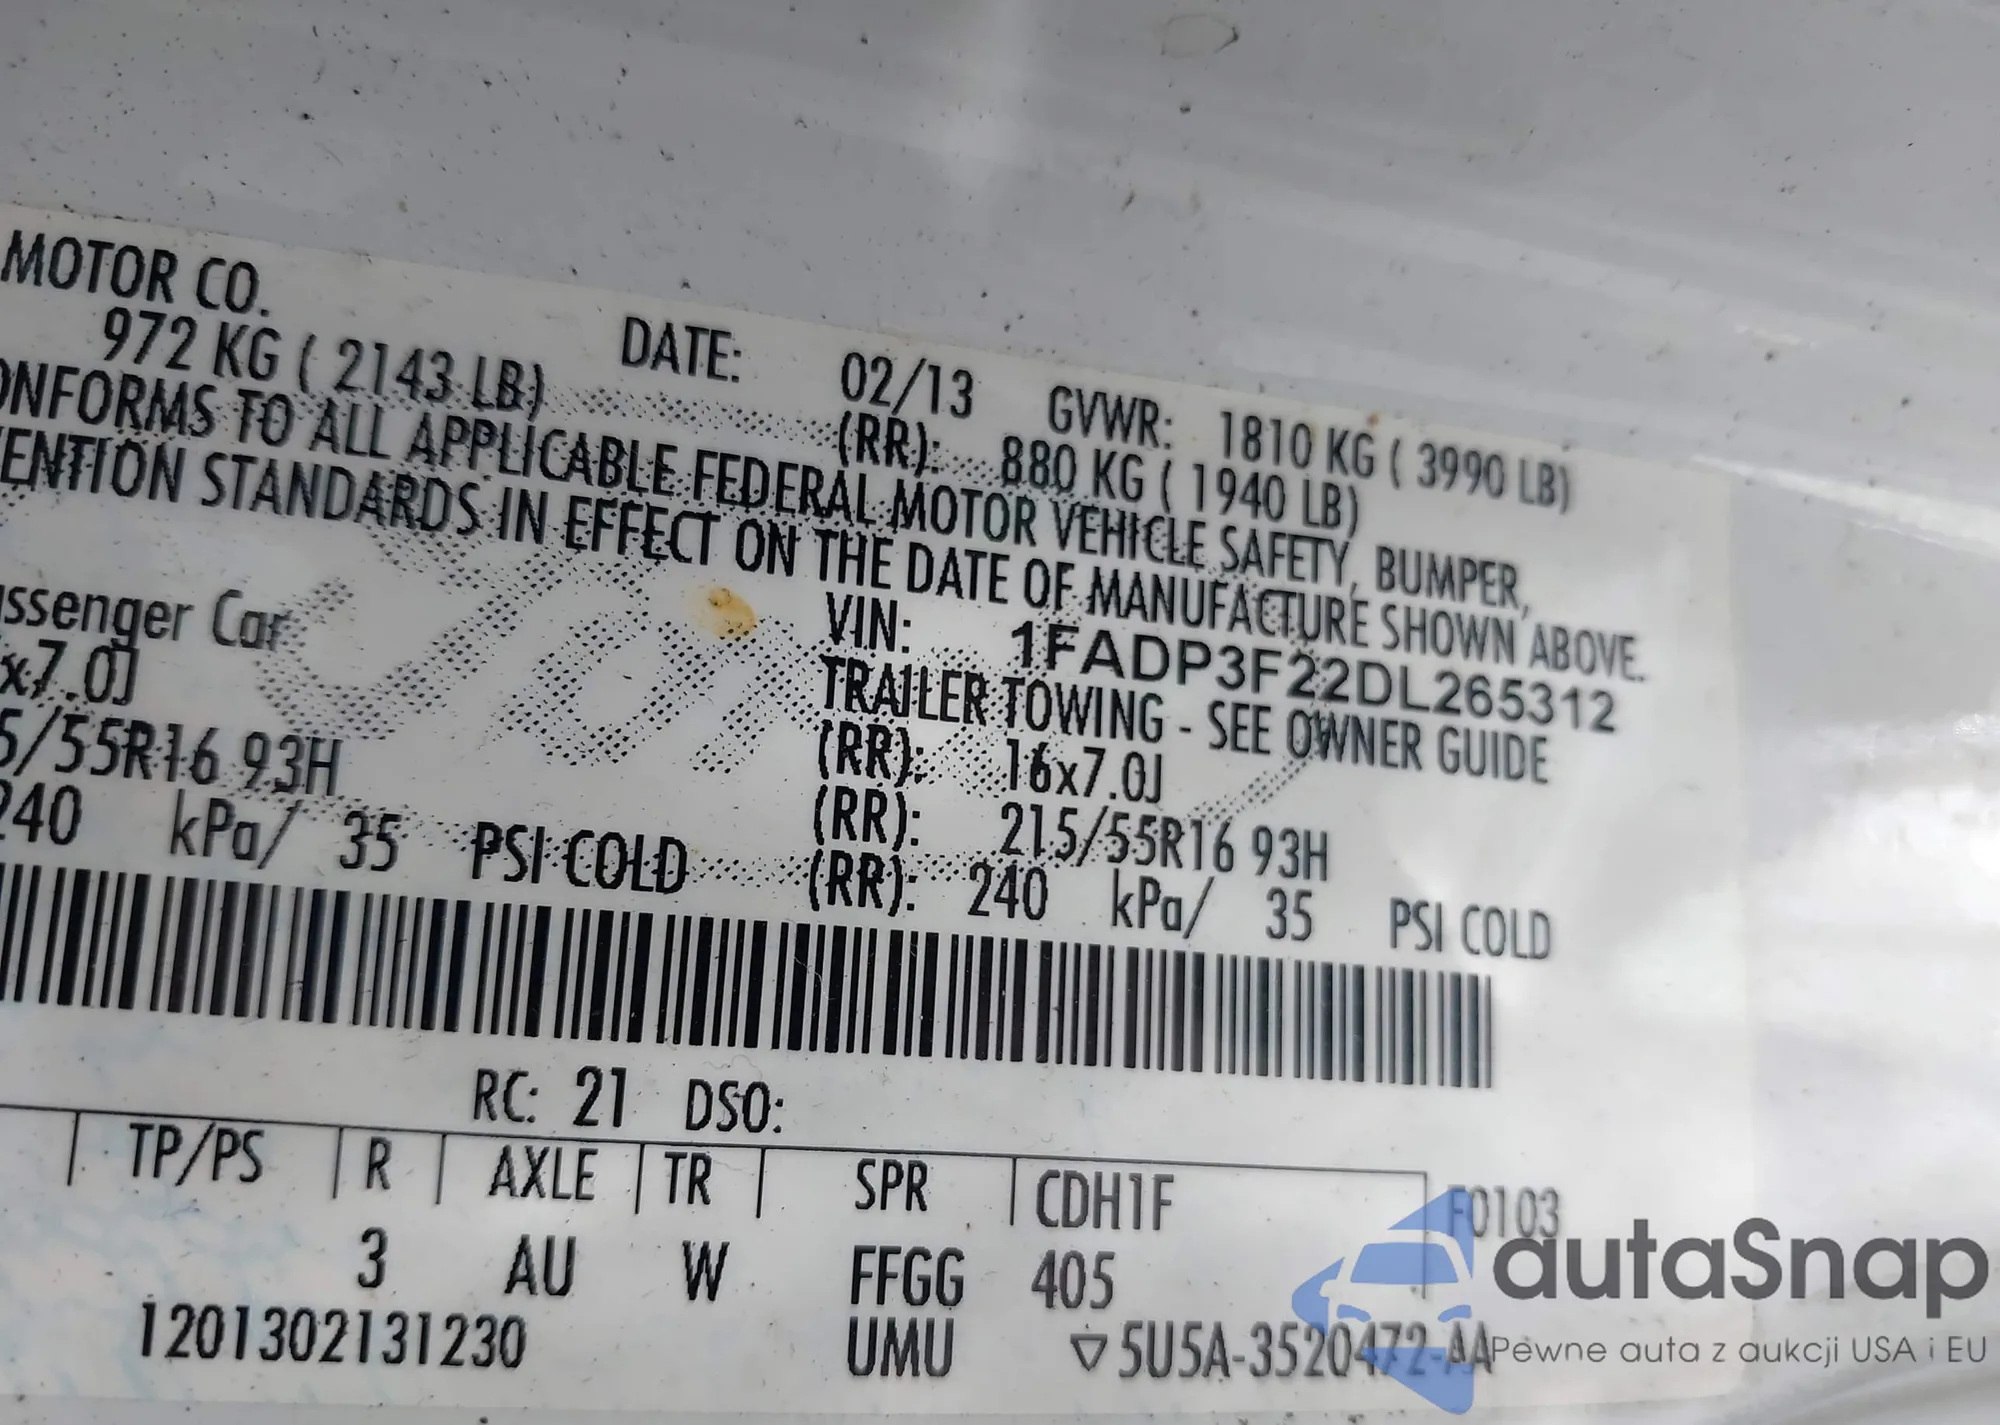 MOTOR CO.
DATE: 02/13 GVWR: 1810 KG ( 3990 LB)
972 KG ( 2143 LB) (RR): 880 KG ( 1940 LB)
ONFORMS TO ALL APPLICABLE FEDERAL MOTOR VEHICLE SAFETY, BUMPER,
ENTION STANDARDS IN EFFECT ON THE DATE OF MANUFACTURE SHOWN ABOVE.
VIN: 1FADP3F22DL265312
assenger Car TRAILER TOWING - SEE OWNER GUIDE
x7.0J (RR): 16x7.0J
5/55R16 93H (RR): 215/55R16 93H
240 kPa/ 35 PSI COLD (RR): 240 kPa/ 35 PSI COLD
RC: 21 DSO:
TP/PS R AXLE TR SPR CDH1F F0103
3 AU W FFGG 405
1201302131230 UMU ▽5U5A-3520472-AA
autaSnap
Pewne auta z aukcji USA i EU